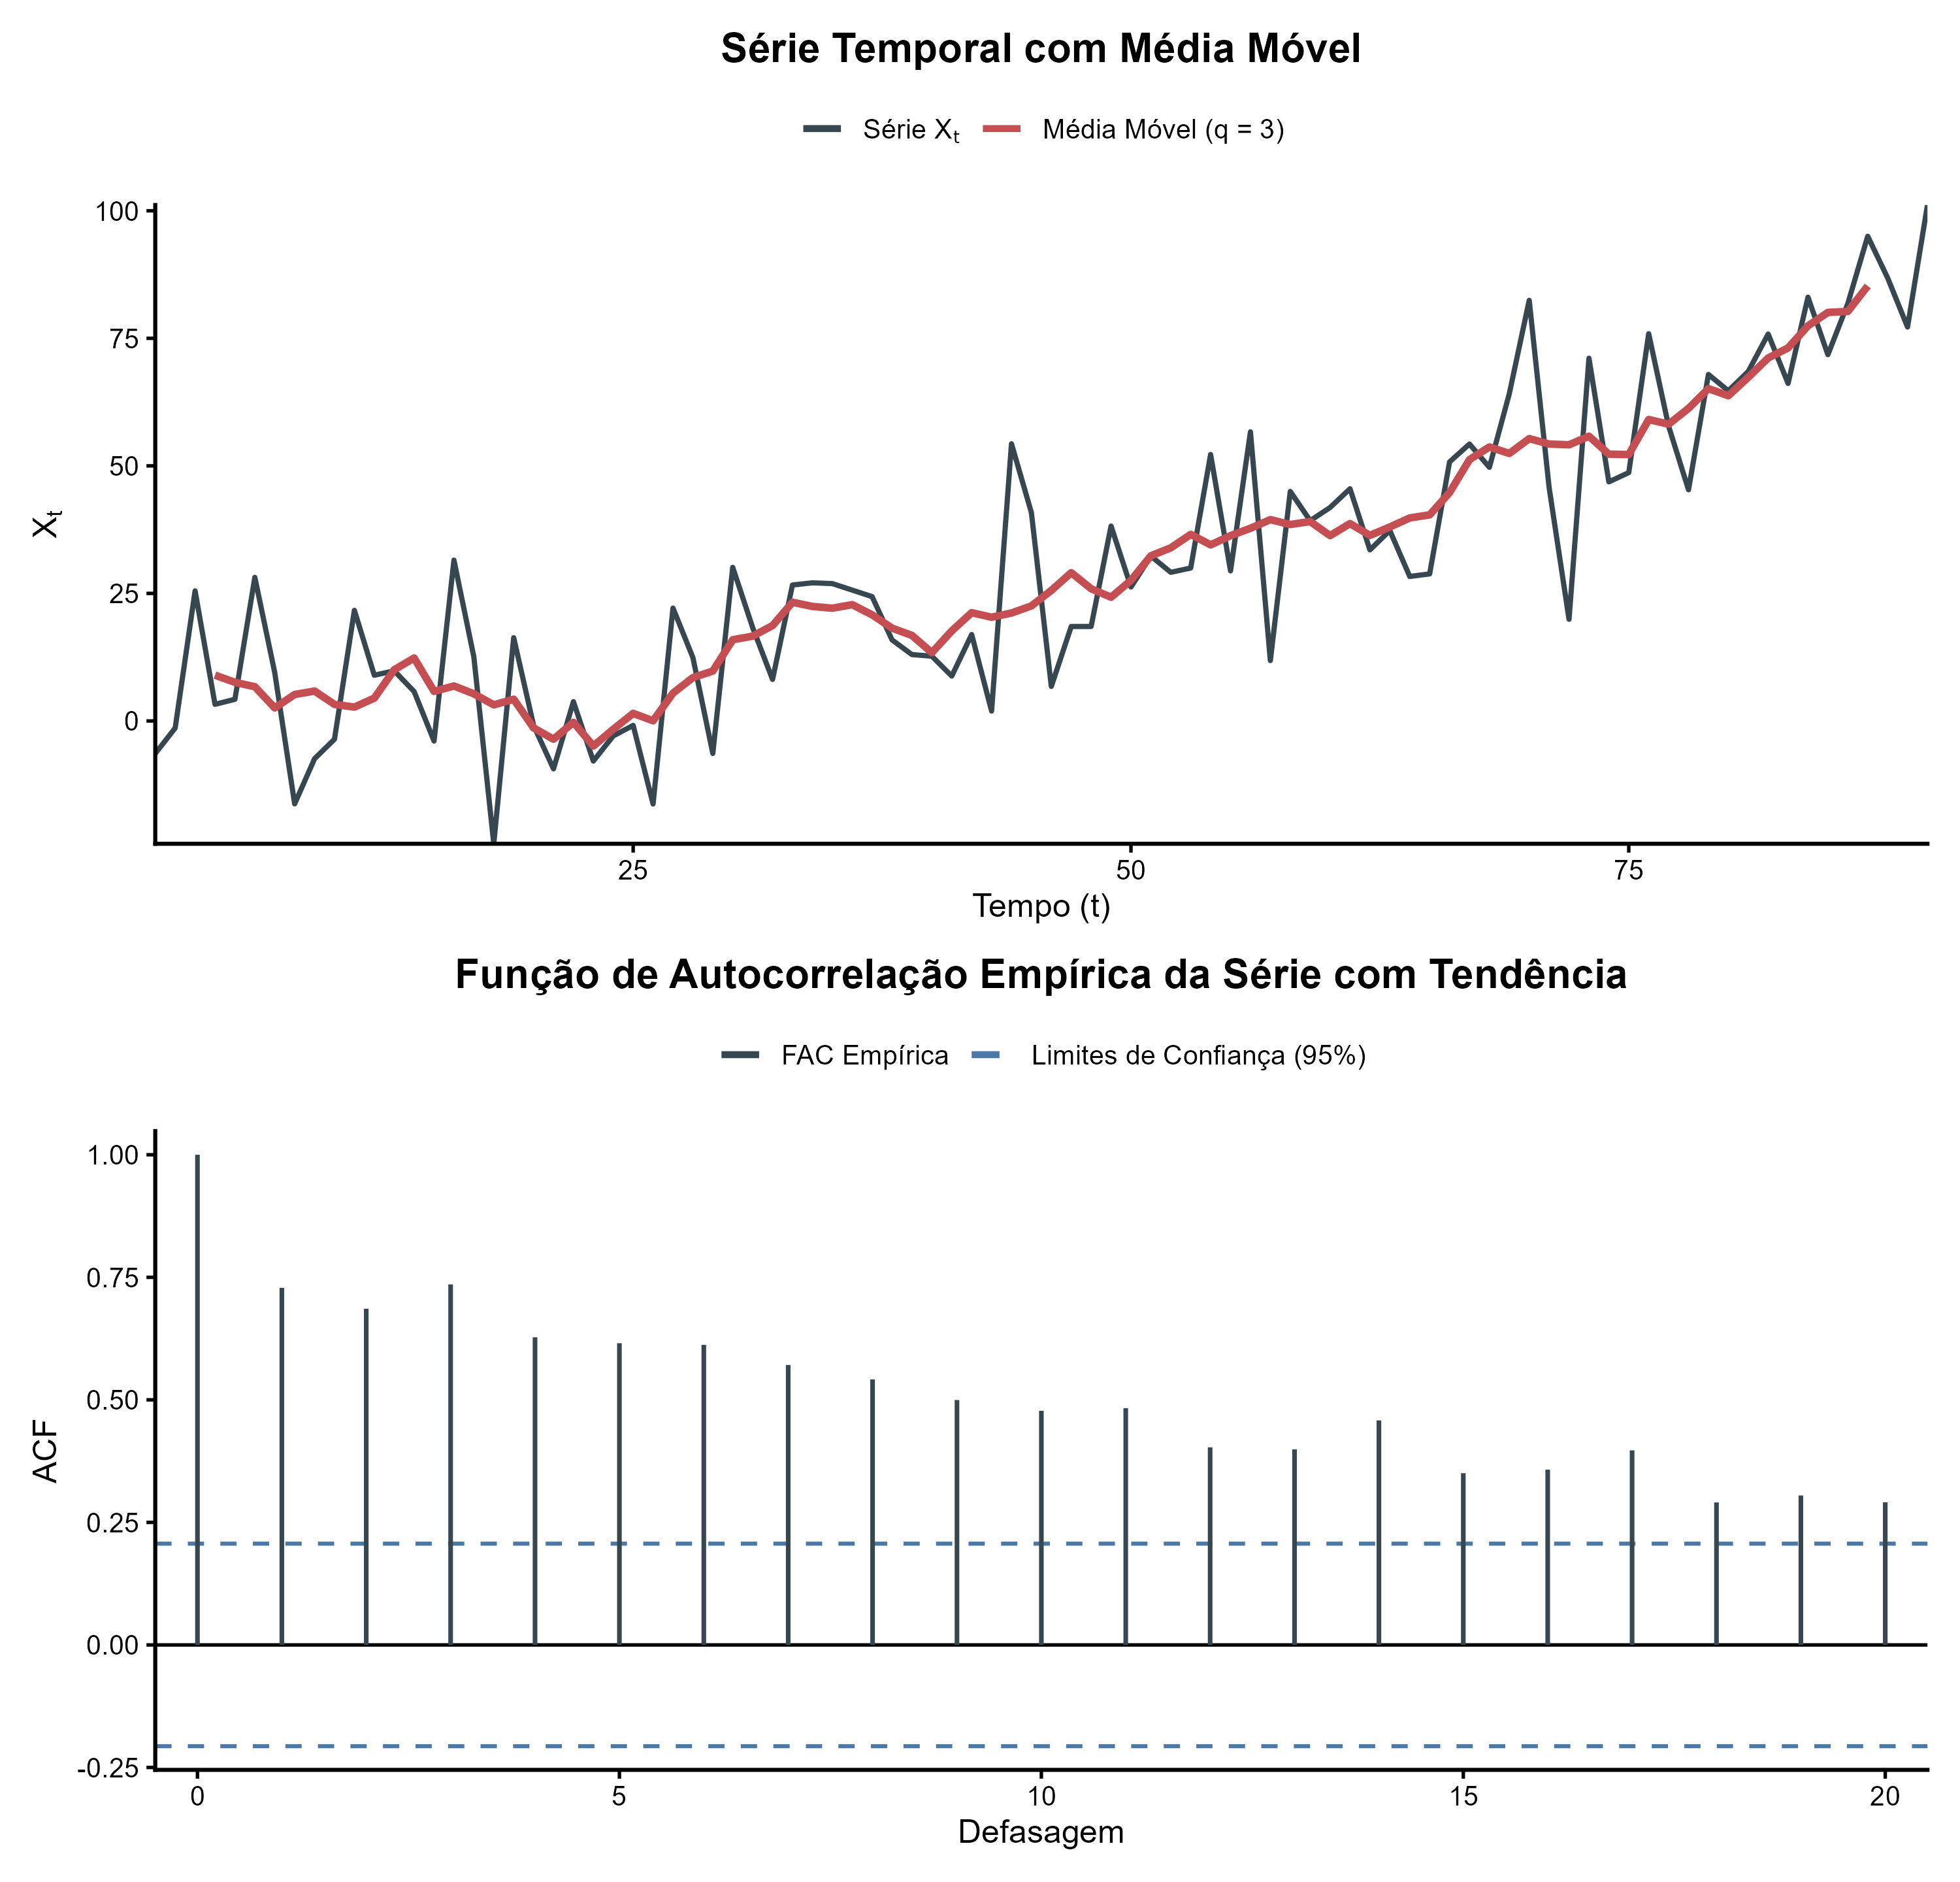 Série Temporal com Média Móvel
Série Xt Média Móvel (q = 3)
100
75
50
25
0
Xt
25 50 75
Tempo (t)
Função de Autocorrelação Empírica da Série com Tendência
FAC Empírica Limites de Confiança (95%)
1.00
0.75
0.50
0.25
0.00
-0.25
ACF
0 5 10 15 20
Defasagem